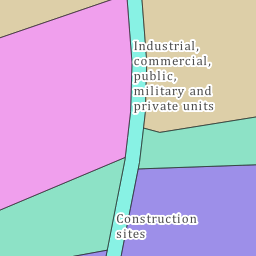 Industrial,
commercial,
public,
military and
private units
Construction
sites